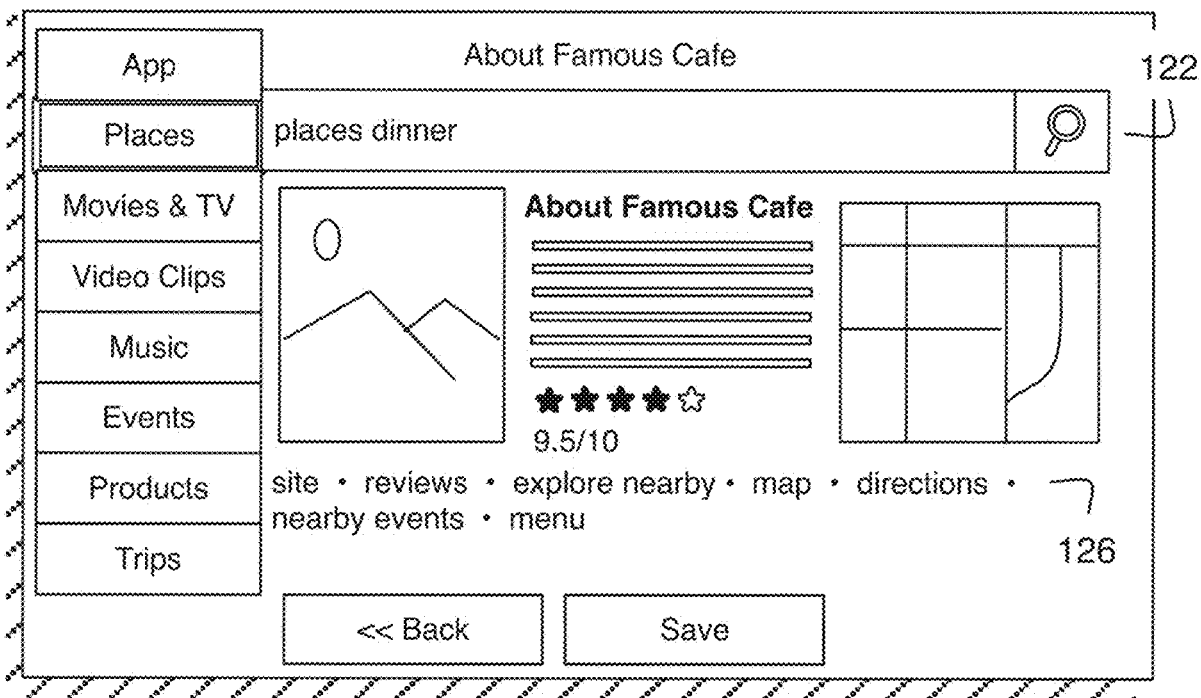 About Famous Cafe
122
App
Places
Movies & TV
Video Clips
Music
Events
Products
Trips
places dinner
About Famous Cafe
9.5/10
site • reviews • explore nearby • map • directions •
nearby events • menu
126
<< Back
Save